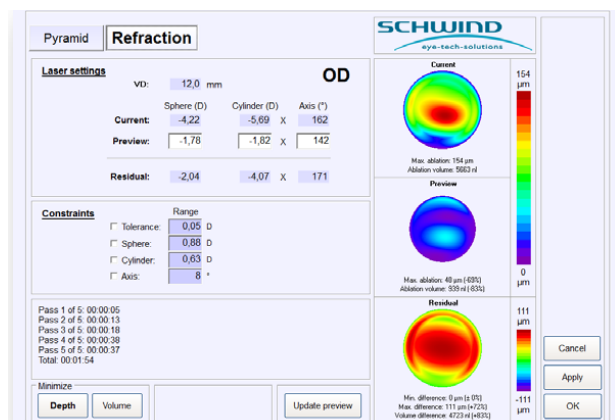 Pyramid Refraction
SCHWIND
eye-tech-solutions
Laser settings
OD
VD: 12,0 mm
Sphere (D) Cylinder (D) Axis (°)
Current: -4,22 -5,69 X 162
Preview: -1,78 -1,82 X 142
Residual: -2,04 -4,07 X 171
Constraints
Range
Tolerance: 0,05 D
Sphere: 0,88 D
Cylinder: 0,63 D
Axis: 8 °
Pass 1 of 5: 00:00:05
Pass 2 of 5: 00:00:13
Pass 3 of 5: 00:00:18
Pass 4 of 5: 00:00:38
Pass 5 of 5: 00:00:37
Total: 00:01:54
Minimize
Depth Volume
Update preview
Current
154
µm
Max. ablation: 154 µm
Ablation volume: 5663 nl
Preview
Max. ablation: 48 µm (-69%)
Ablation volume: 939 nl (-83%)
0
µm
Residual
111
µm
Min. difference: 0 µm (± 0%)
Max. difference: 111 µm (+72%)
Volume difference: 4723 nl (+83%)
-111
µm
Cancel
Apply
OK